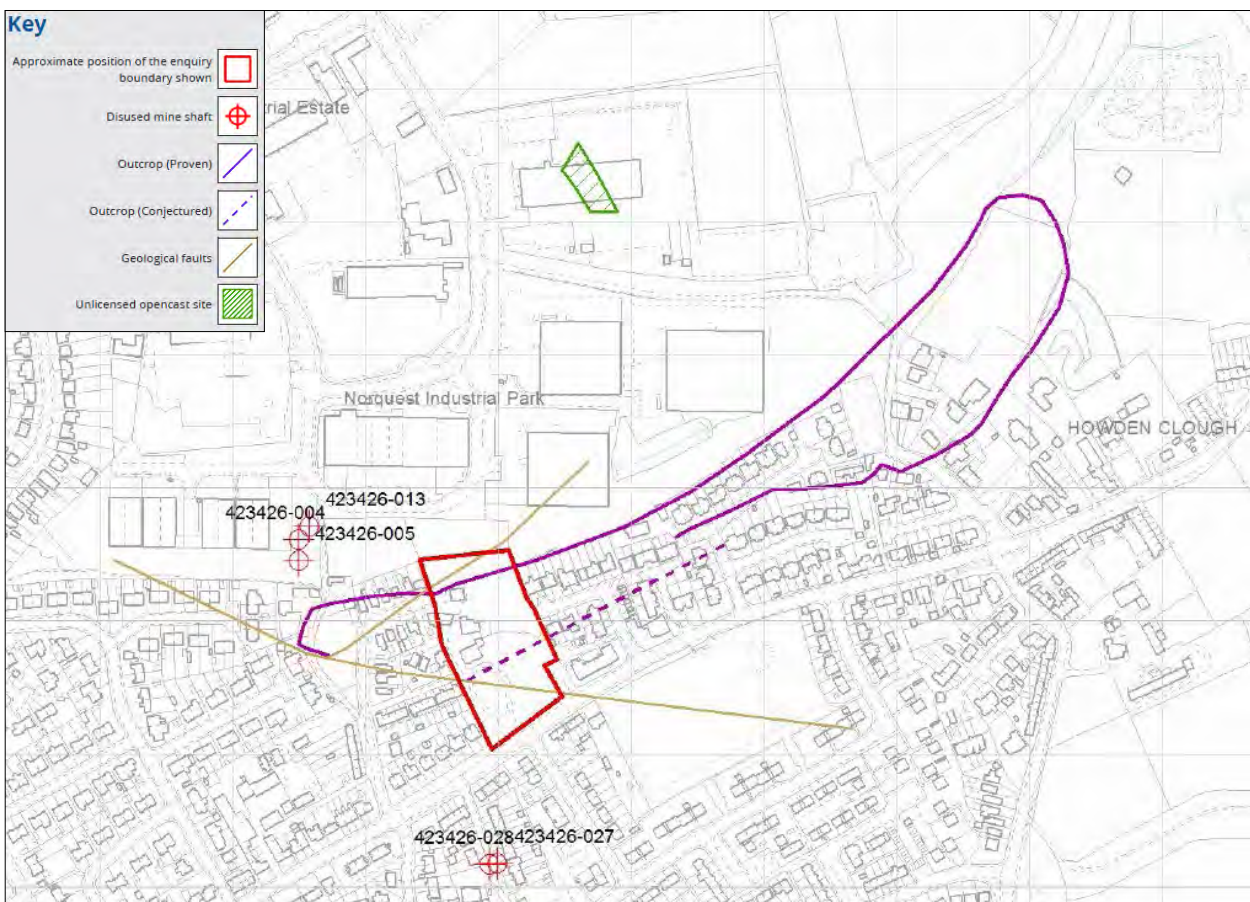 Key
Approximate position of the enquiry
boundary shown
Disused mine shaft
Outcrop (Proven)
Outcrop (Conjectured)
Geological faults
Unlicensed opencast site
trial Estate
Norquest Industrial Park
HOWDEN CLOUGH
423426-013
423426-004
423426-005
423426-028
423426-027